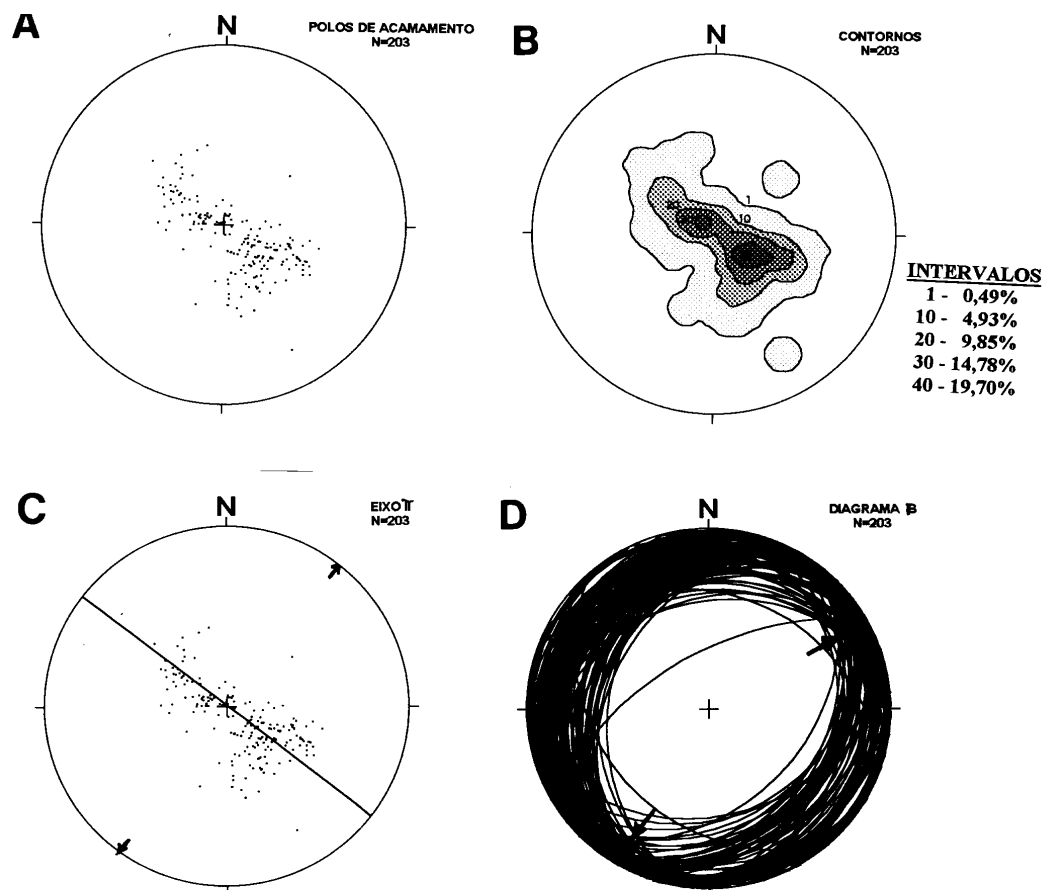 A
N
POLOS DE ACAMAMENTO
N=203
B
N
CONTORNOS
N=203
1
10
INTERVALOS
1 - 0,49%
10 - 4,93%
20 - 9,85%
30 - 14,78%
40 - 19,70%
C
N
EIXO π
N=203
D
N
DIAGRAMA β
N=203